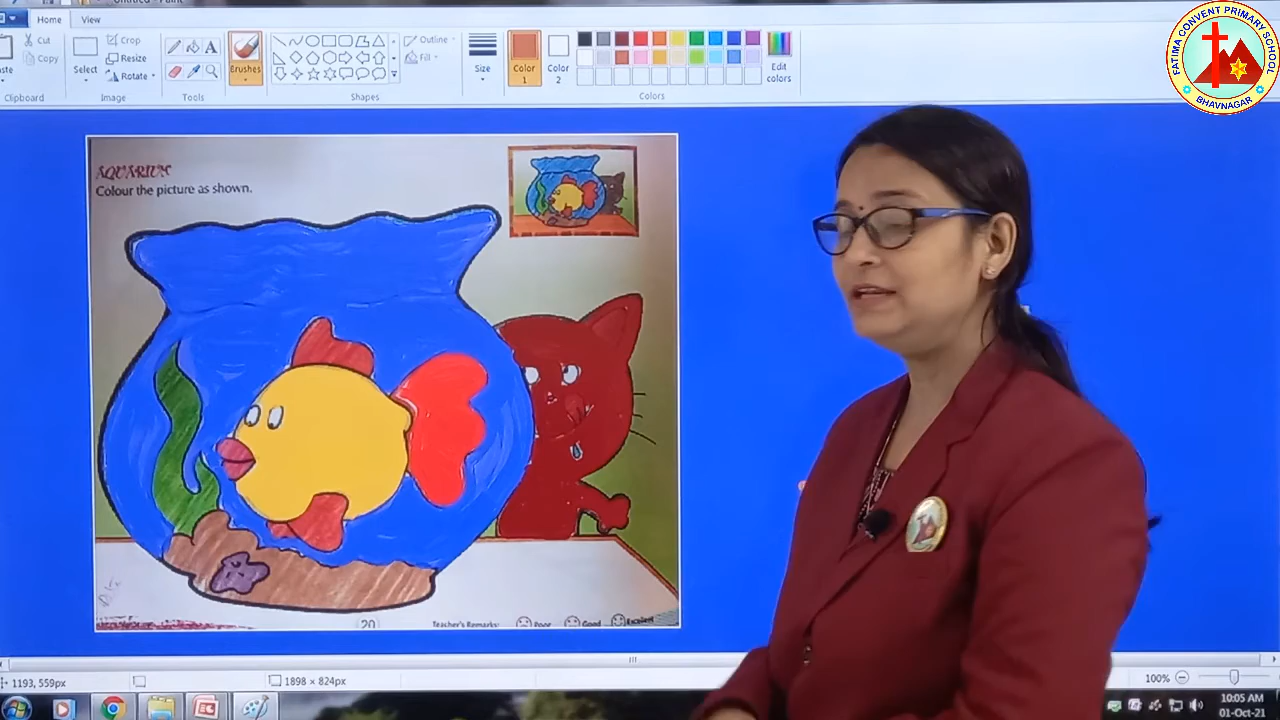 Untitled - Paint
Home View
Cut
Copy
Clipboard
Select
Crop
Resize
Rotate
Image
Tools
Brushes
Shapes
Outline
Fill
Size
Color 1
Color 2
Edit colors
Colors
FATIMA CONVENT PRIMARY SCHOOL
BHAVNAGAR
AQUARIUM
Colour the picture as shown.
20
Teacher's Remarks: Poor Good Excellent
1193, 559px
1898 × 824px
100%
10:05 AM
01-Oct-21